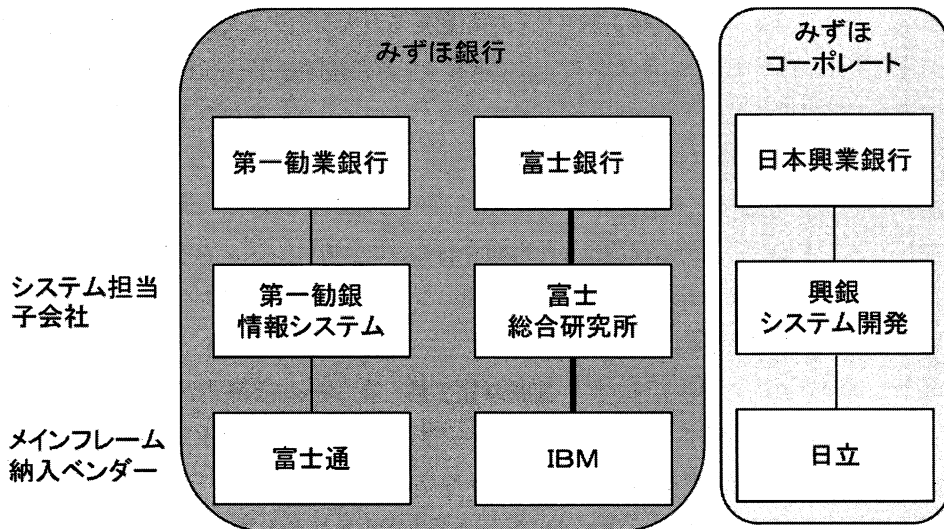 みずほ銀行
みずほ
コーポレート
第一勧業銀行
富士銀行
日本興業銀行
システム担当
子会社
第一勧銀
情報システム
富士
総合研究所
興銀
システム開発
メインフレーム
納入ベンダー
富士通
IBM
日立